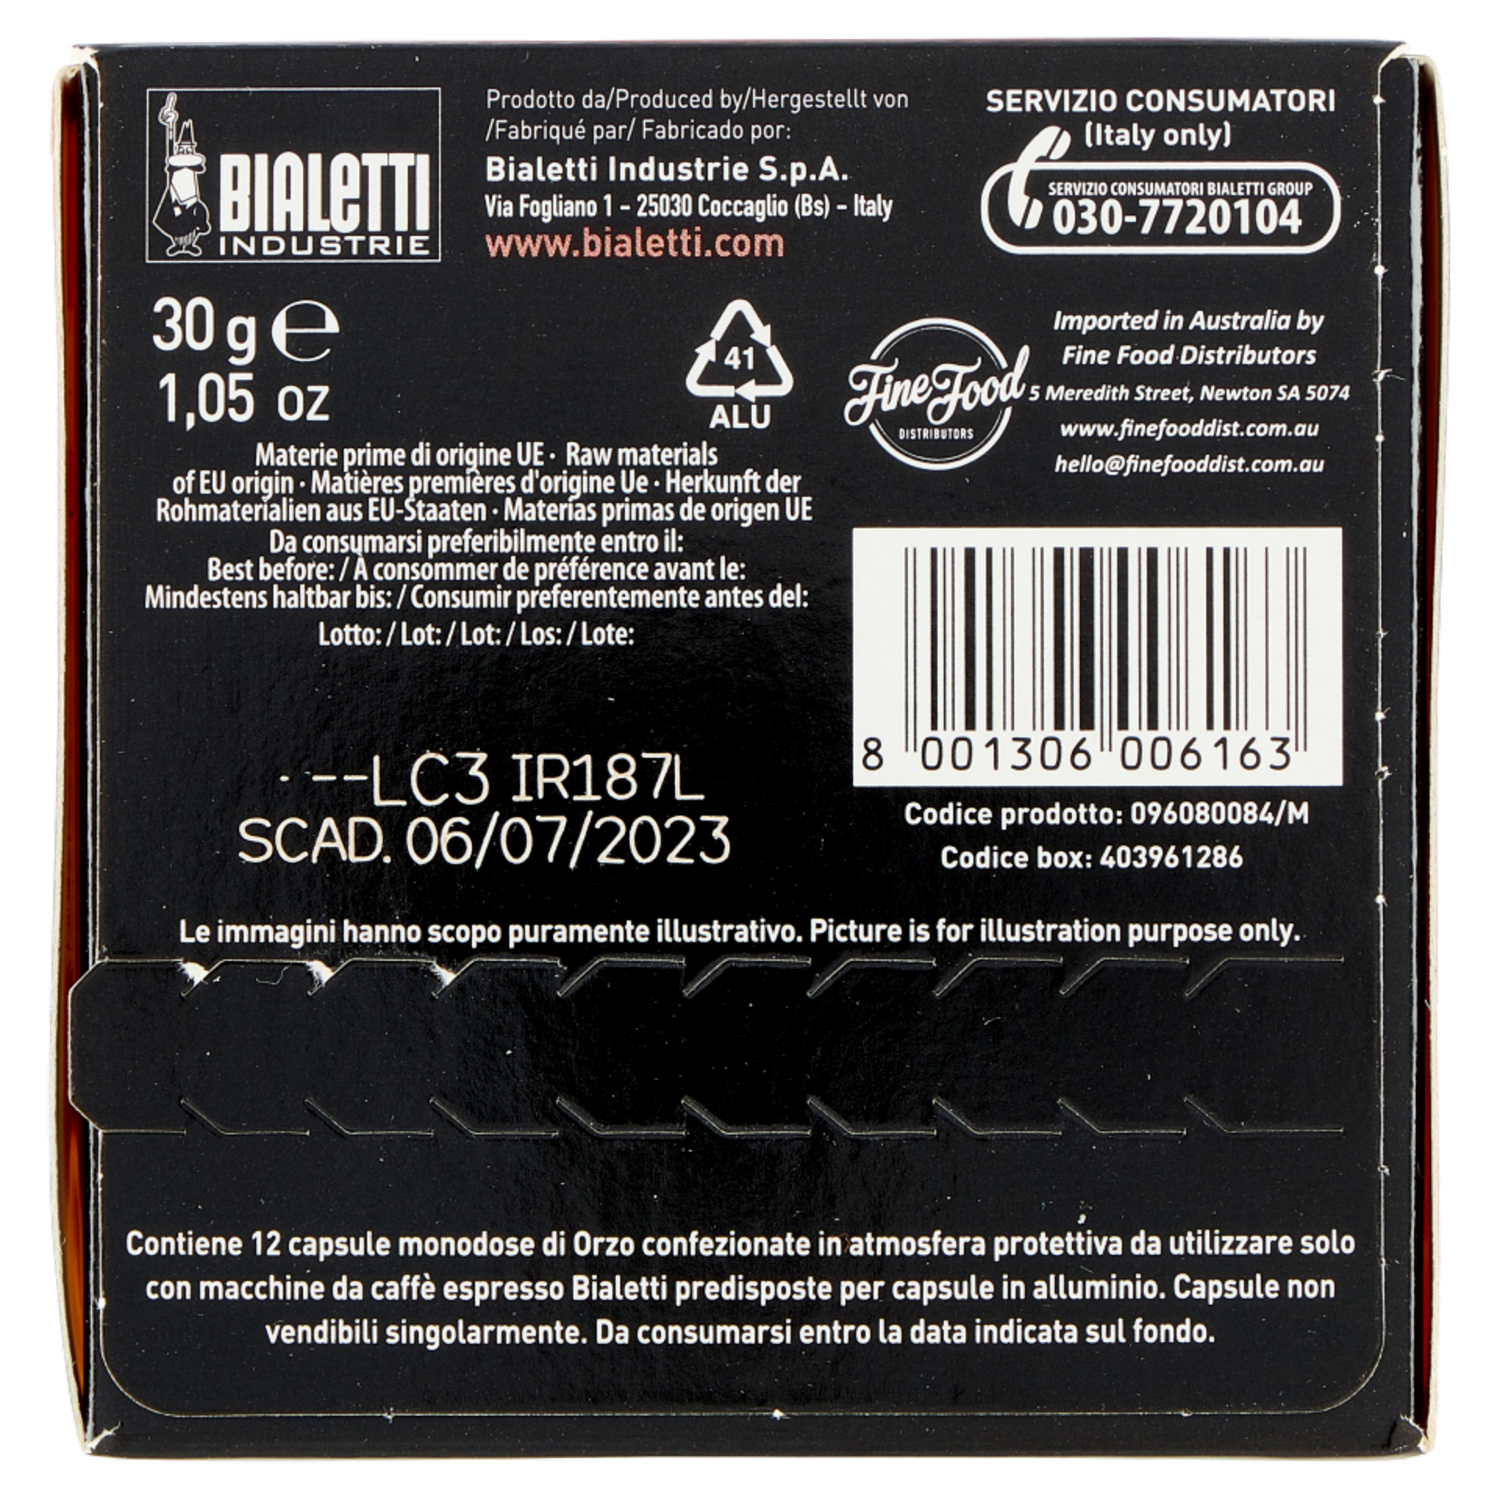 BIALETTI
INDUSTRIE
Prodotto da/Produced by/Hergestellt von
/Fabriqué par/ Fabricado por:
Bialetti Industrie S.p.A.
Via Fogliano 1 - 25030 Coccaglio (Bs) - Italy
www.bialetti.com
SERVIZIO CONSUMATORI
(Italy only)
SERVIZIO CONSUMATORI BIALETTI GROUP
030-7720104
30 g ℮
1,05 oz
41
ALU
Fine Food
DISTRIBUTORS
Imported in Australia by
Fine Food Distributors
5 Meredith Street, Newton SA 5074
www.finefooddist.com.au
hello@finefooddist.com.au
Materie prime di origine UE · Raw materials
of EU origin · Matières premières d'origine Ue · Herkunft der
Rohmaterialien aus EU-Staaten · Materias primas de origen UE
Da consumarsi preferibilmente entro il:
Best before: / À consommer de préférence avant le:
Mindestens haltbar bis: / Consumir preferentemente antes del:
Lotto: / Lot: / Lot: / Los: / Lote:
--LC3 IR187L
SCAD. 06/07/2023
8 001306 006163
Codice prodotto: 096080084/M
Codice box: 403961286
Le immagini hanno scopo puramente illustrativo. Picture is for illustration purpose only.
Contiene 12 capsule monodose di Orzo confezionate in atmosfera protettiva da utilizzare solo
con macchine da caffè espresso Bialetti predisposte per capsule in alluminio. Capsule non
vendibili singolarmente. Da consumarsi entro la data indicata sul fondo.